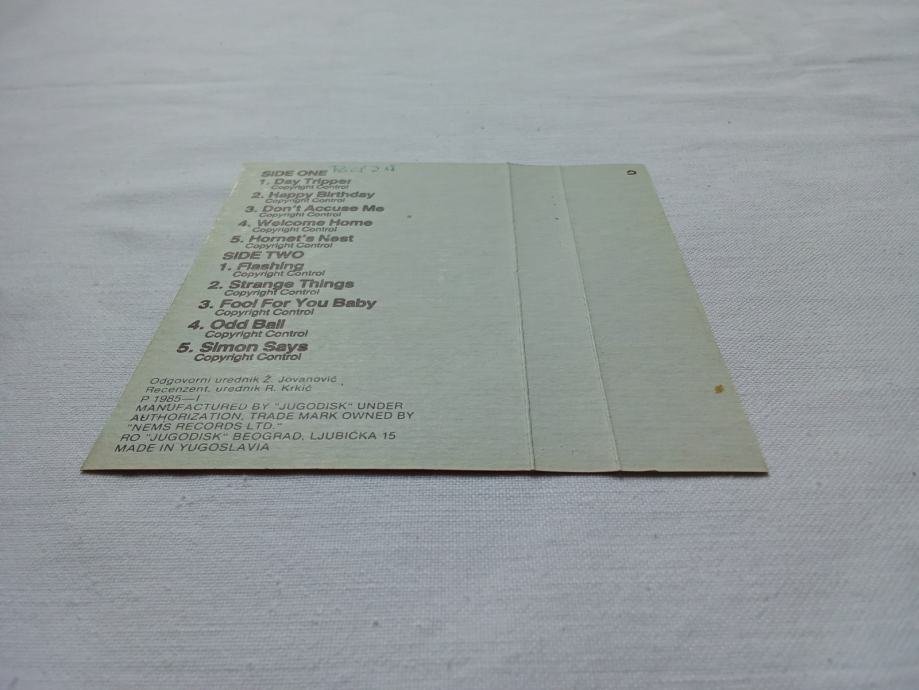 SIDE ONE
1. Day Tripper
Copyright Control
2. Happy Birthday
Copyright Control
3. Don't Accuse Me
Copyright Control
4. Welcome Home
Copyright Control
5. Hornet's Nest
Copyright Control
SIDE TWO
1. Flashing
Copyright Control
2. Strange Things
Copyright Control
3. Fool For You Baby
Copyright Control
4. Odd Ball
Copyright Control
5. Simon Says
Copyright Control
Odgovorni urednik Ž. Jovanović
Recenzent, urednik R. Krkić
P 1985—I
MANUFACTURED BY "JUGODISK" UNDER
AUTHORIZATION, TRADE MARK OWNED BY
"NEMS RECORDS LTD."
RO "JUGODISK" BEOGRAD, LJUBIĆKA 15
MADE IN YUGOSLAVIA